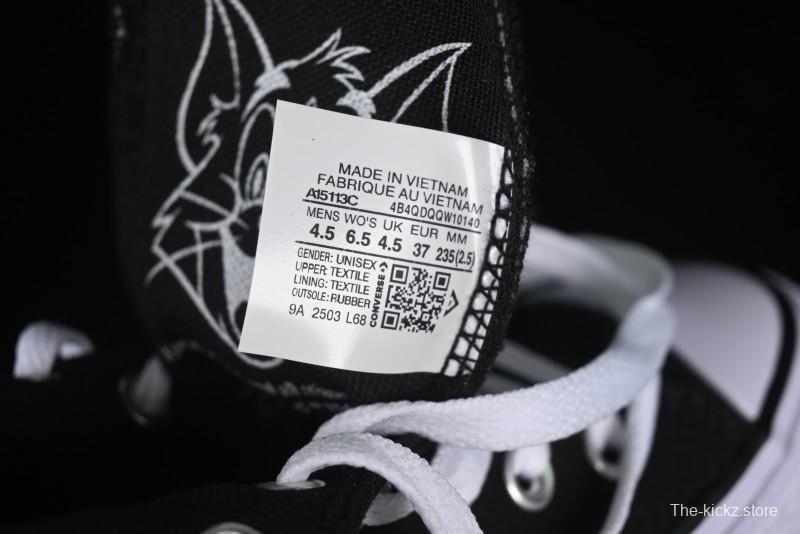 MADE IN VIETNAM
FABRIQUE AU VIETNAM
A15113C 4B4QDQQW10140
MENS WO'S UK EUR MM
4.5 6.5 4.5 37 235(2.5)
GENDER: UNISEX
UPPER: TEXTILE
LINING: TEXTILE
OUTSOLE: RUBBER
9A 2503 L68
CONVERSE
The-kickz.store